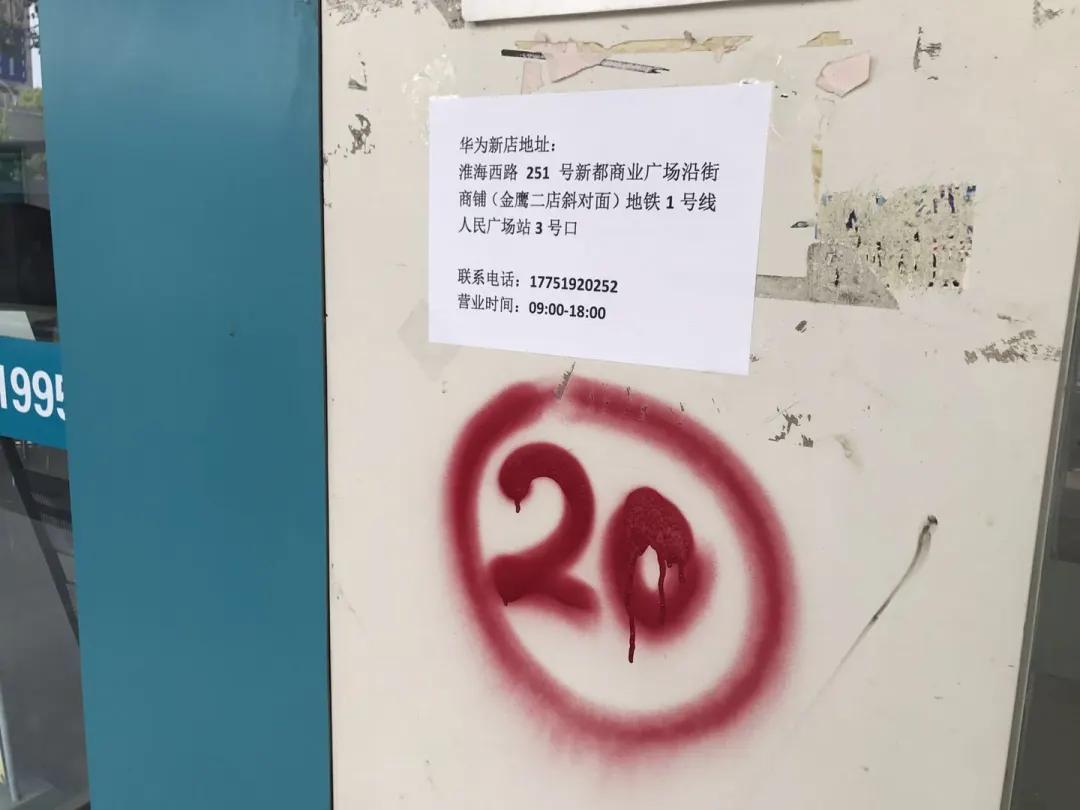 华为新店地址：
淮海西路 251 号新都商业广场沿街
商铺（金鹰二店斜对面）地铁 1 号线
人民广场站 3 号口
联系电话：17751920252
营业时间：09:00-18:00
1995
20